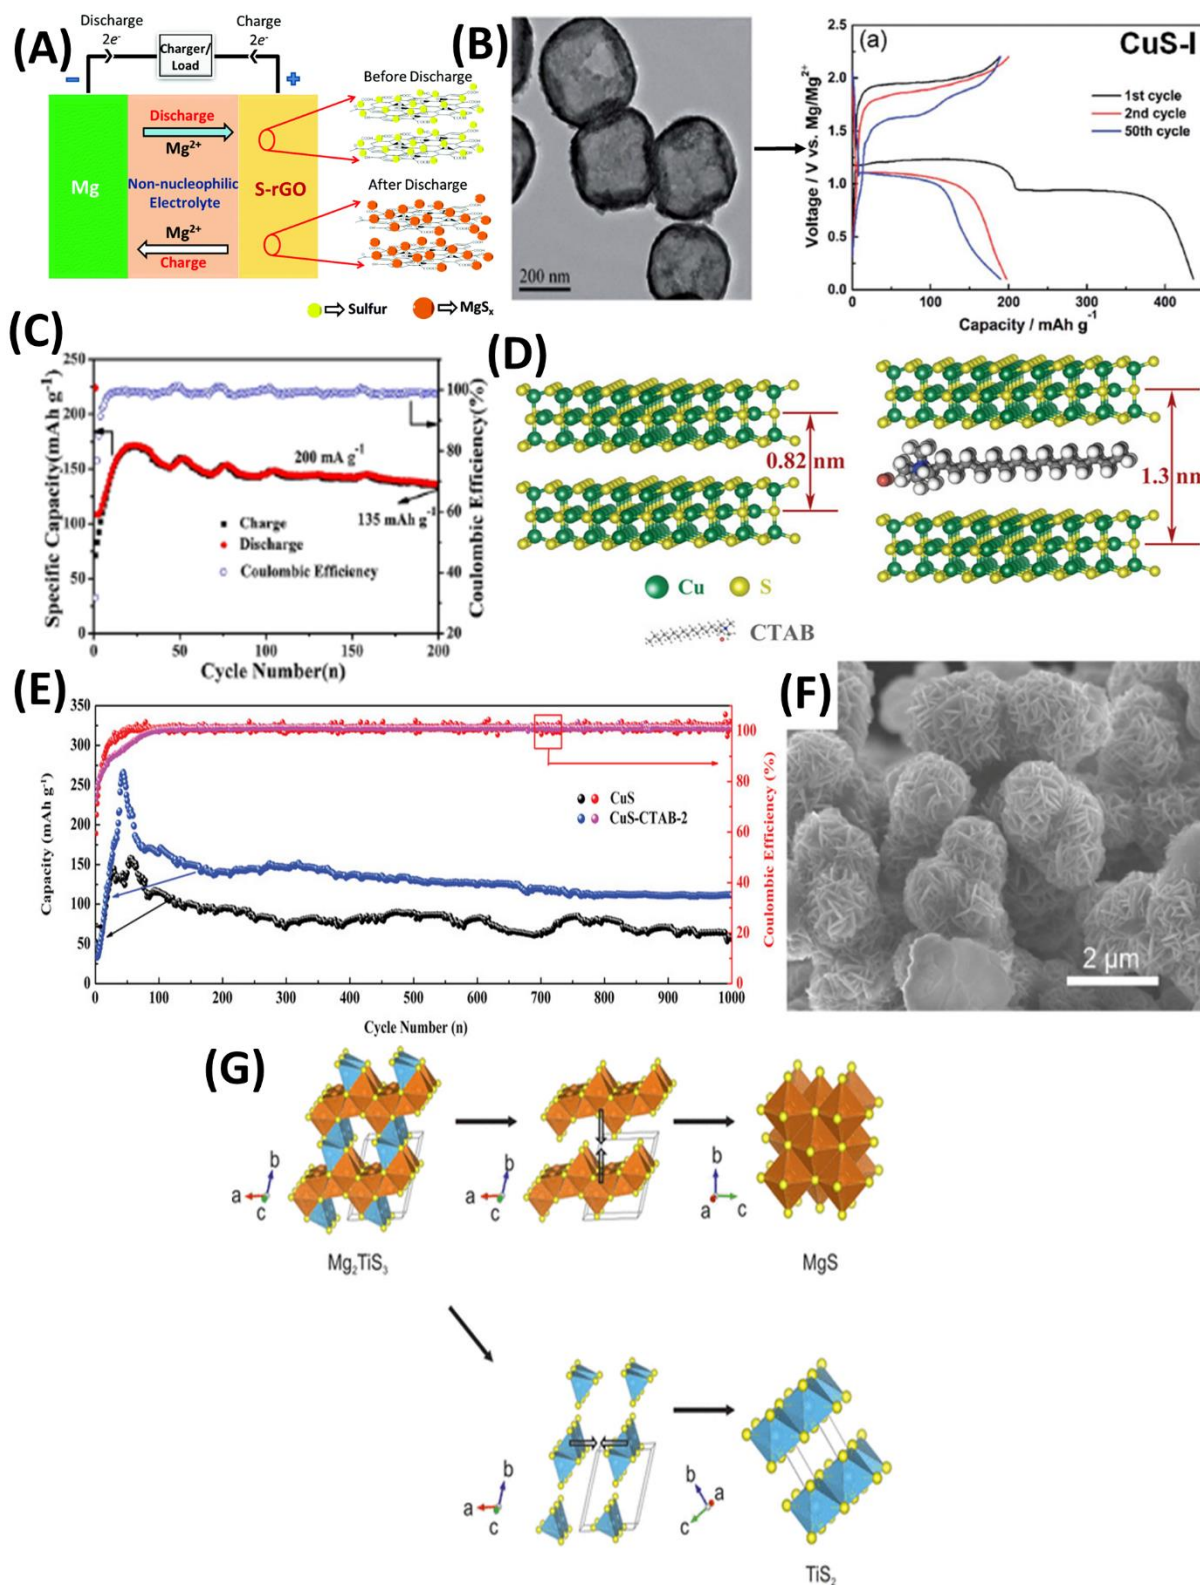 (A)
Discharge
2e-
Charger/
Load
Charge
2e-
−
+
Discharge
Mg2+
Mg
Non-nucleophilic
Electrolyte
S-rGO
Mg2+
Charge
Before Discharge
After Discharge
Sulfur
MgSx
(B)
200 nm
(a)
CuS-I
1st cycle
2nd cycle
50th cycle
2.5
2.0
1.5
1.0
0.5
0.0
Voltage / V vs. Mg/Mg2+
0
100
200
300
400
Capacity / mAh g-1
(C)
250
225
200
175
150
125
100
75
50
25
0
Specific Capacity(mAh g-1)
200 mA g-1
135 mAh g-1
Charge
Discharge
Coulombic Efficiency
100
80
60
40
20
Coulombic Efficiency(%)
0
50
100
150
200
Cycle Number(n)
(D)
0.82 nm
1.3 nm
Cu
S
CTAB
(E)
350
325
300
250
200
150
100
50
0
Capacity (mAh g-1)
CuS
CuS-CTAB-2
100
80
60
40
20
0
Coulombic Efficiency (%)
0
100
200
300
400
500
600
700
800
900
1000
Cycle Number (n)
(F)
2 µm
(G)
b
a
c
Mg2TiS3
b
a
c
b
a
c
MgS
b
a
c
b
a
c
TiS2